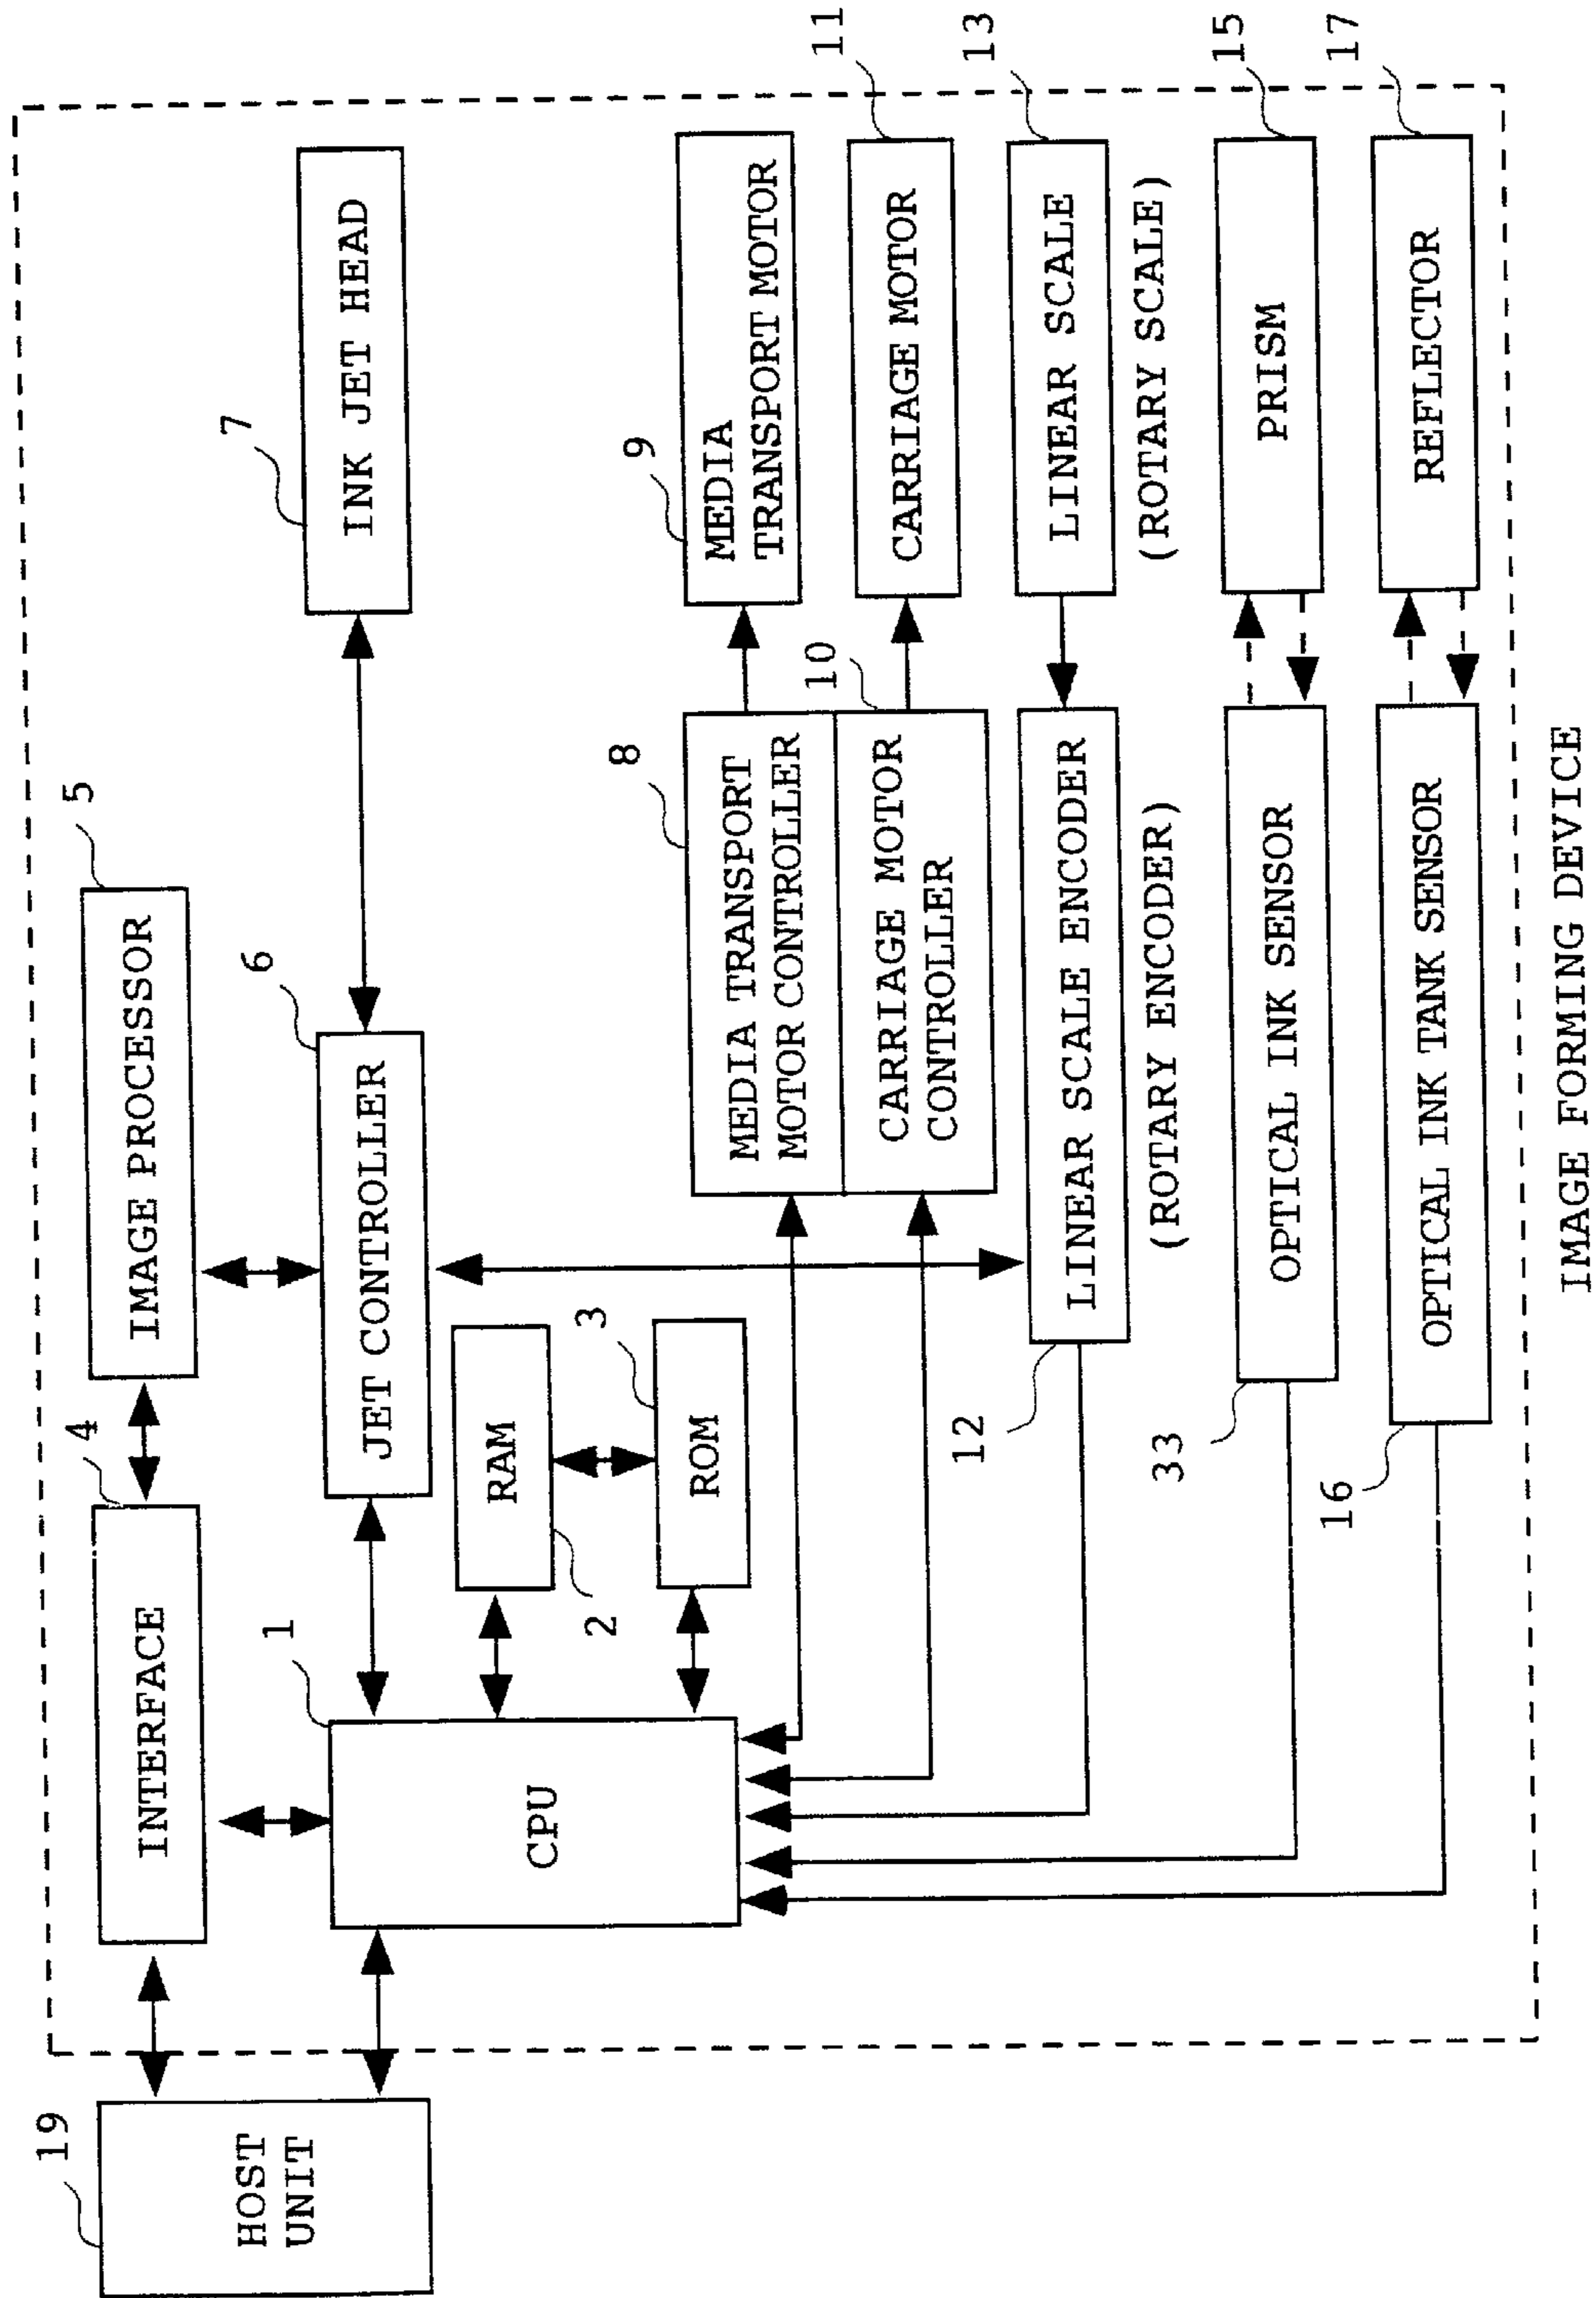 19
HOST
UNIT
4
INTERFACE
5
IMAGE PROCESSOR
1
CPU
6
JET CONTROLLER
7
INK JET HEAD
RAM
2
3
ROM
8
MEDIA TRANSPORT
MOTOR CONTROLLER
9
MEDIA
TRANSPORT MOTOR
10
CARRIAGE MOTOR
CONTROLLER
11
CARRIAGE MOTOR
12
LINEAR SCALE ENCODER
(ROTARY ENCODER)
13
LINEAR SCALE
(ROTARY SCALE)
33
OPTICAL INK SENSOR
15
PRISM
16
OPTICAL INK TANK SENSOR
17
REFLECTOR
IMAGE FORMING DEVICE